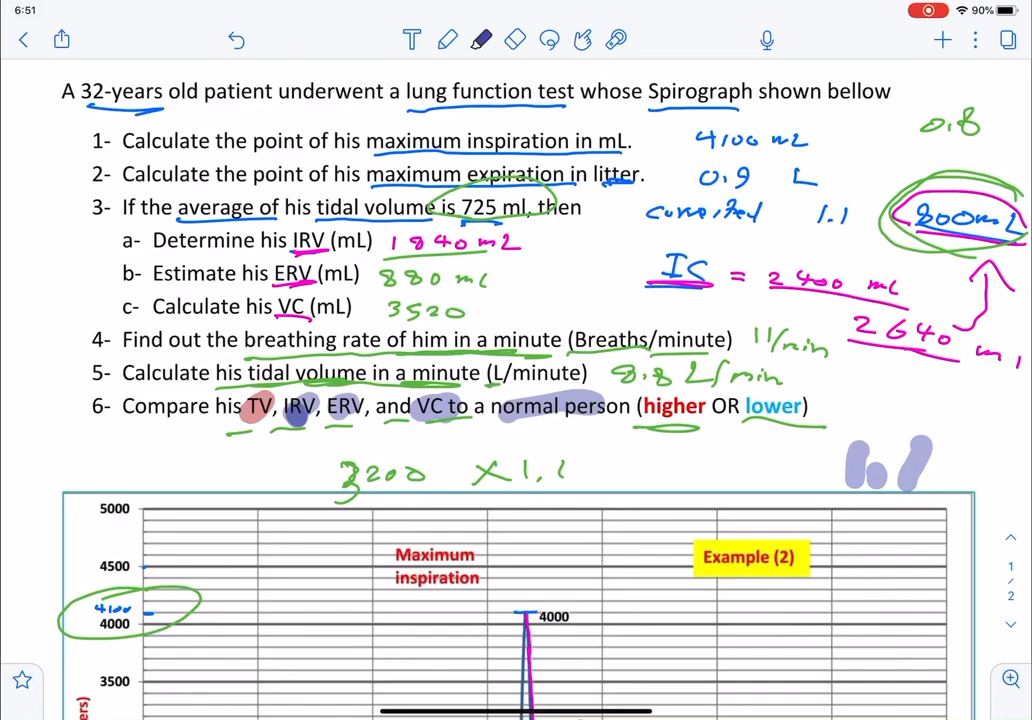 6:51
90%
A 32-years old patient underwent a lung function test whose Spirograph shown bellow
0.8
1- Calculate the point of his maximum inspiration in mL. 4100 mL
2- Calculate the point of his maximum expiration in litter. 0.9 L
3- If the average of his tidal volume is 725 ml, then corrected 1.1 800 mL
a- Determine his IRV (mL) 1840 mL
IC = 2400 mL
b- Estimate his ERV (mL) 880 mL
c- Calculate his VC (mL) 3520
2640 ml
4- Find out the breathing rate of him in a minute (Breaths/minute) 11/min
5- Calculate his tidal volume in a minute (L/minute) 8.8 L/min
6- Compare his TV, IRV, ERV, and VC to a normal person (higher OR lower)
3200 X 1.1
5000
Maximum
inspiration
Example (2)
4500
4100
4000
4000
3500
ers)
1
/
2